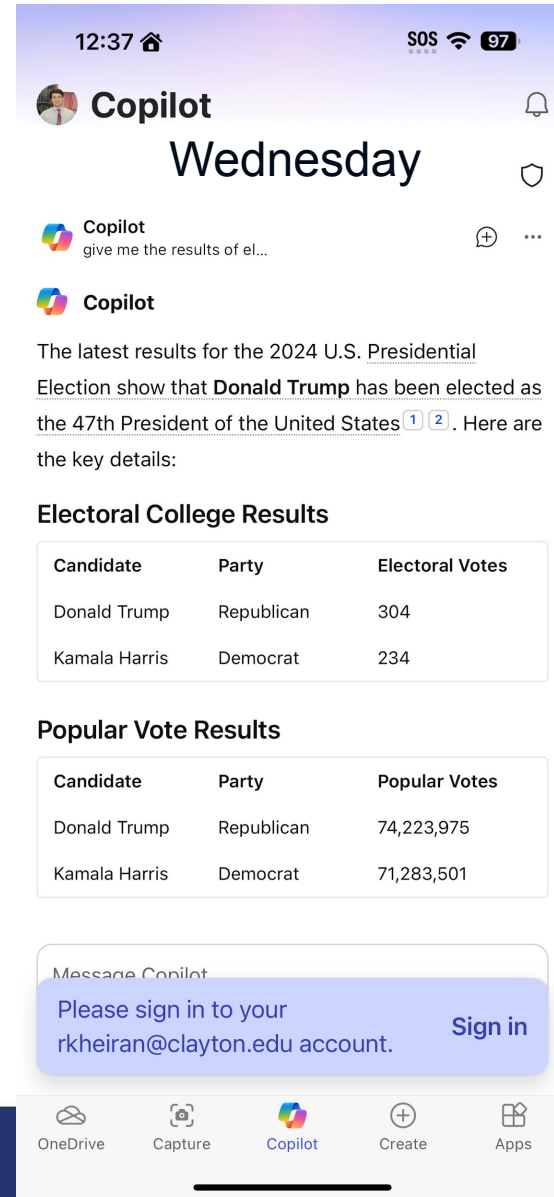 12:37 SOS 97
Copilot
Wednesday
Copilot
give me the results of el...
Copilot
The latest results for the 2024 U.S. Presidential
Election show that Donald Trump has been elected as
the 47th President of the United States 1 2 . Here are
the key details:
Electoral College Results
Candidate Party Electoral Votes
Donald Trump Republican 304
Kamala Harris Democrat 234
Popular Vote Results
Candidate Party Popular Votes
Donald Trump Republican 74,223,975
Kamala Harris Democrat 71,283,501
Message Copilot
Please sign in to your
rkheiran@clayton.edu account.
Sign in
OneDrive Capture Copilot Create Apps